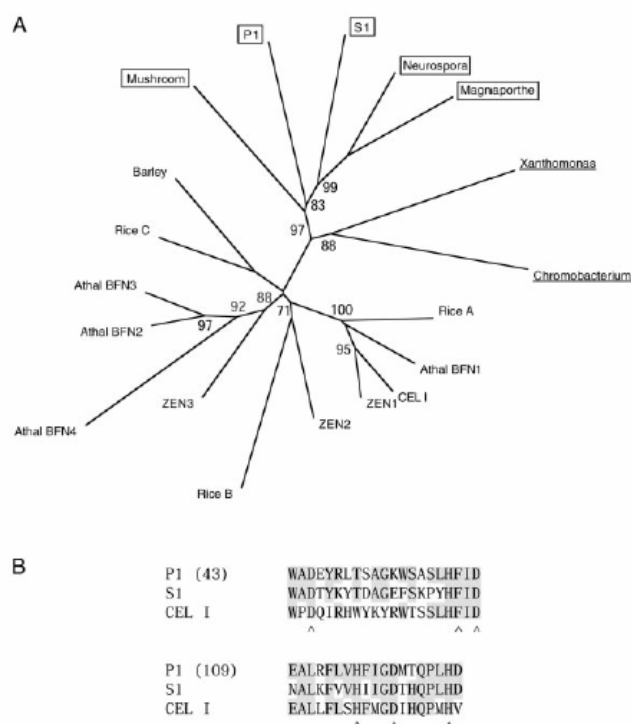 A
P1
S1
Neurospora
Mushroom
Magnaporthe
99
Barley
83
Xanthomonas
97
88
Rice C
Chromobacterium
Athal BFN3
92
88
100
Rice A
71
Athal BFN2
97
95
Athal BFN1
ZEN3
ZEN1
CEL I
Athal BFN4
ZEN2
Rice B
B
P1 (43) WADEYRLTSAGKWSASLHFID
S1 WADTYKYTDAGEFSKPYHFID
CEL I WPDQIRHWYKYRWTSSLHFID
^ ^ ^
P1 (109) EALRFLVHFIGDMTQPLHD
S1 NALKFVVHIIGDTHQPLHD
CEL I EALLFLSHFMGDIHQPMHV
^ ^ ^